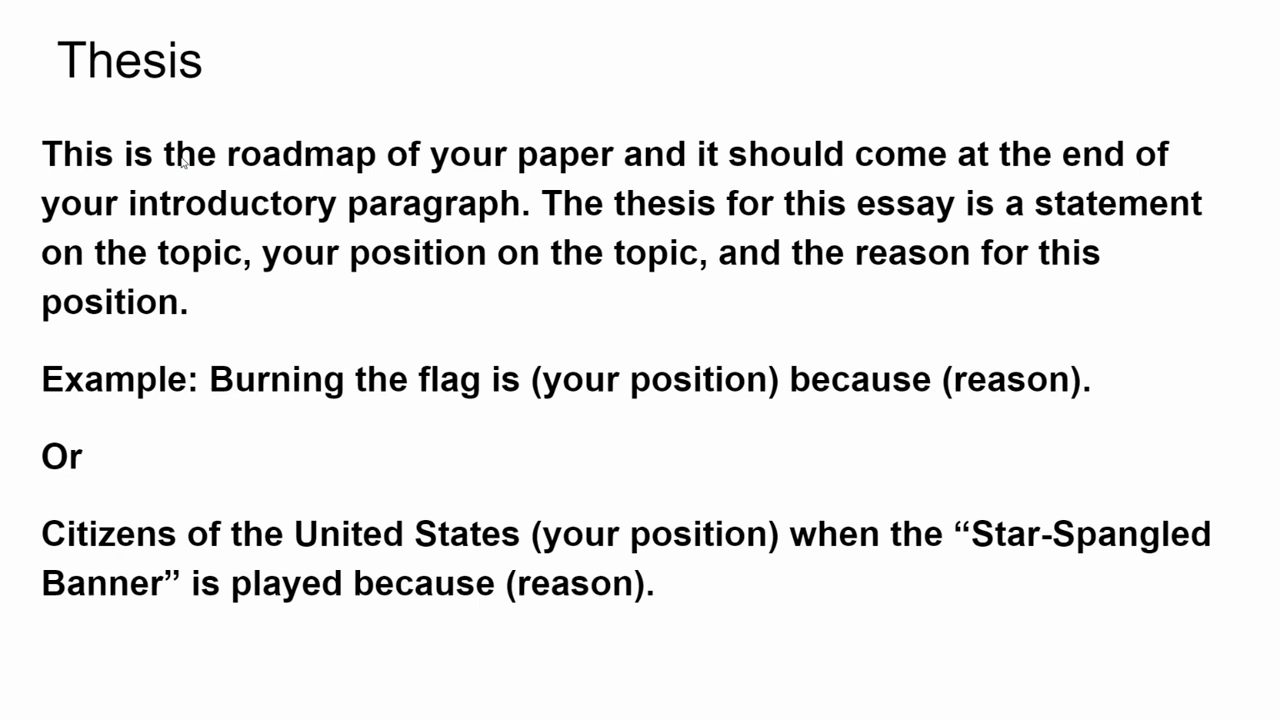 Thesis
This is the roadmap of your paper and it should come at the end of
your introductory paragraph. The thesis for this essay is a statement
on the topic, your position on the topic, and the reason for this
position.
Example: Burning the flag is (your position) because (reason).
Or
Citizens of the United States (your position) when the “Star-Spangled
Banner” is played because (reason).